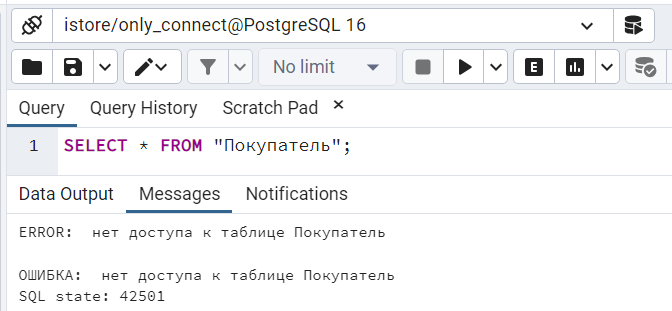 istore/only_connect@PostgreSQL 16
No limit
E
Query Query History Scratch Pad ×
1 SELECT * FROM "Покупатель";
Data Output Messages Notifications
ERROR:  нет доступа к таблице Покупатель
ОШИБКА:  нет доступа к таблице Покупатель
SQL state: 42501